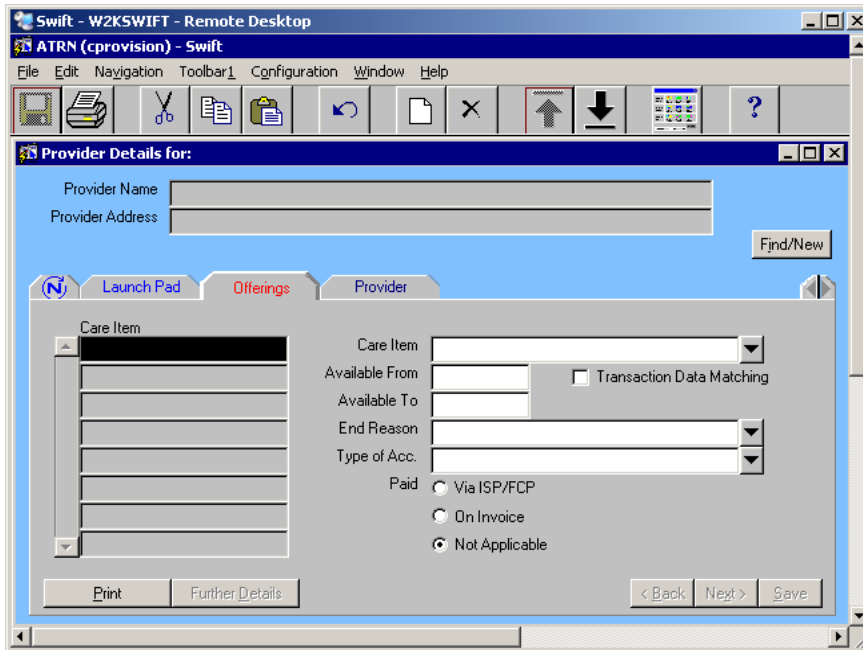 Swift - W2KSWIFT - Remote Desktop
ATRN (cprovision) - Swift
File Edit Navigation Toolbar1 Configuration Window Help
?
Provider Details for:
Provider Name
Provider Address
Find/New
N Launch Pad Offerings Provider
Care Item
Care Item
Available From
Transaction Data Matching
Available To
End Reason
Type of Acc.
Paid Via ISP/FCP
On Invoice
Not Applicable
Print Further Details < Back Next > Save